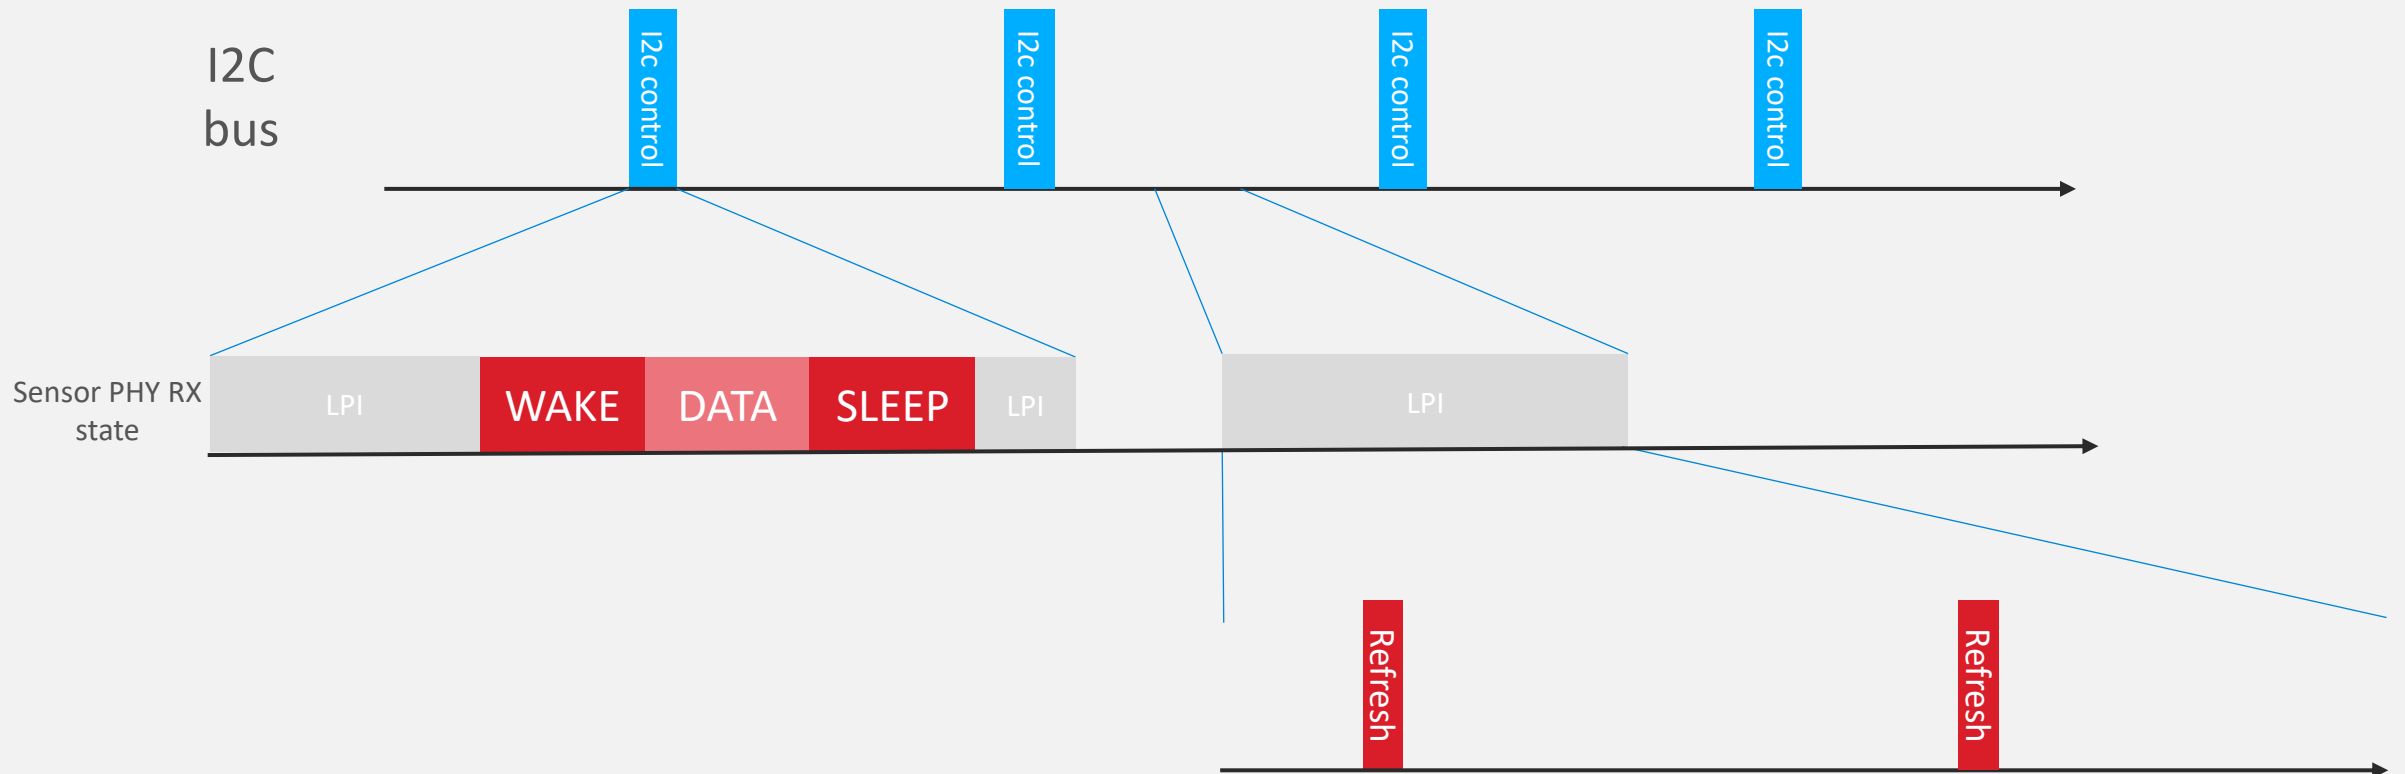 I2C
bus
I2c control
I2c control
I2c control
I2c control
Sensor PHY RX
state
LPI
WAKE
DATA
SLEEP
LPI
LPI
Refresh
Refresh